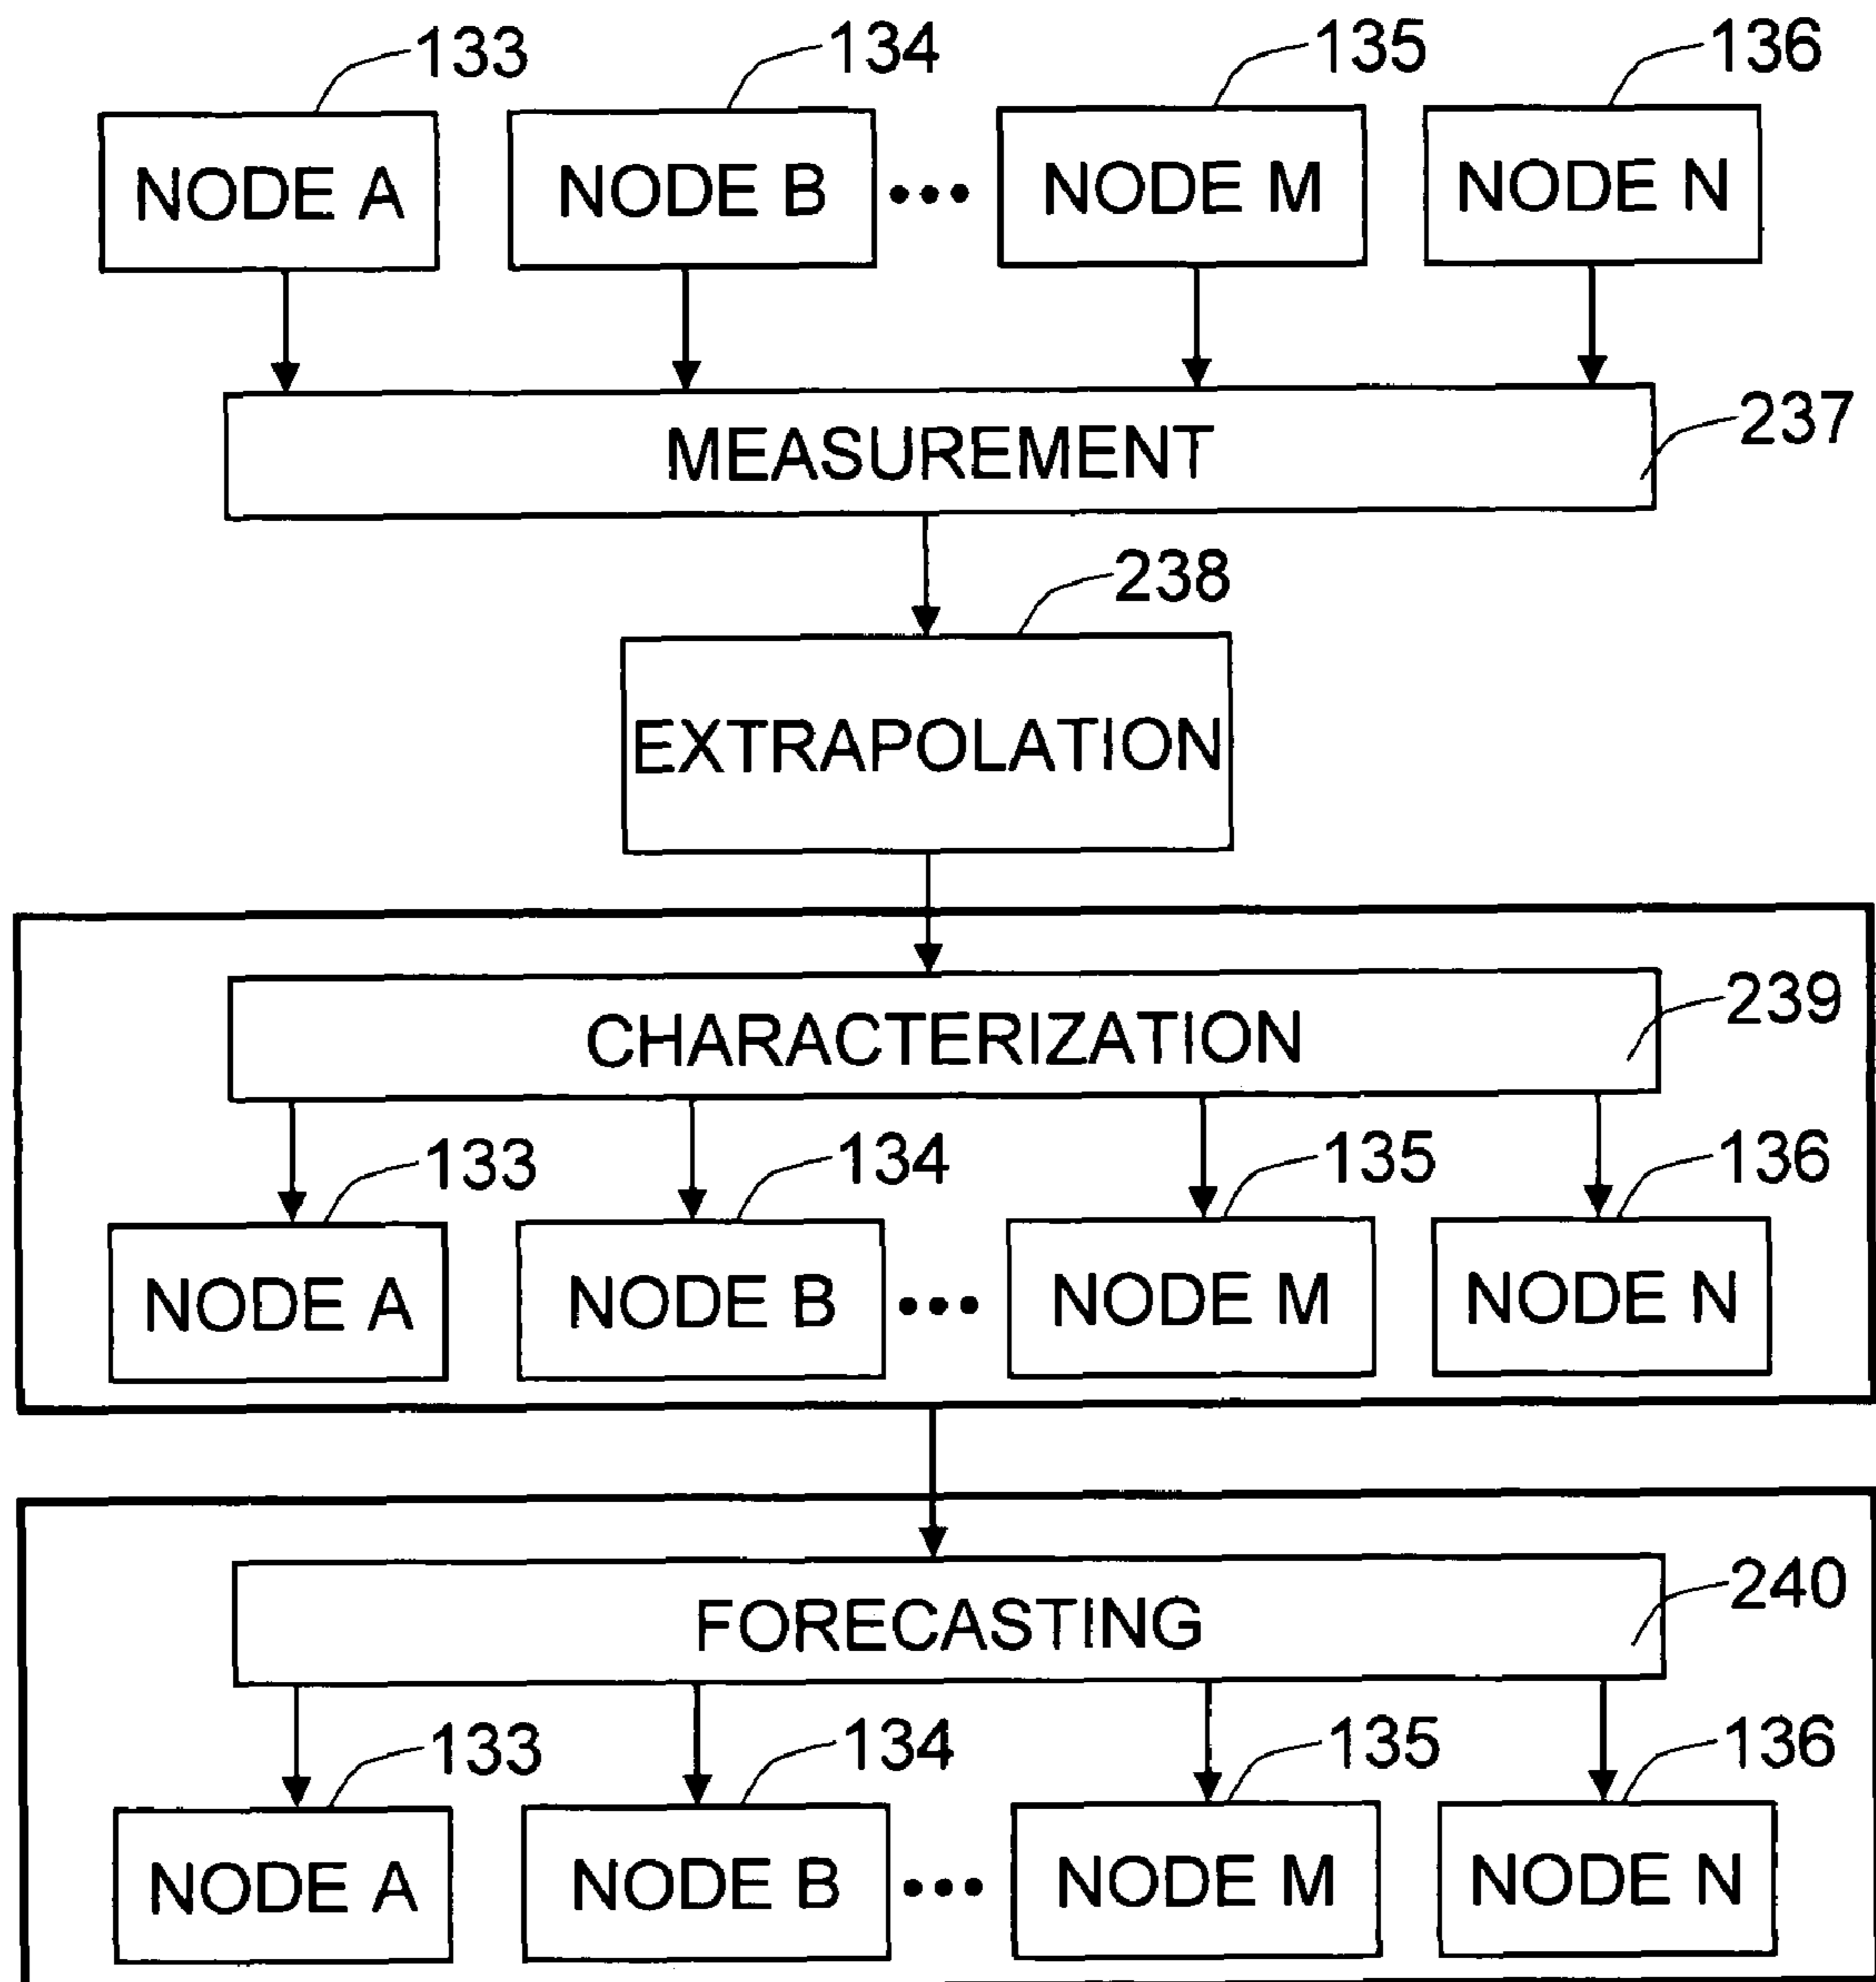 133 134 135 136
NODE A NODE B ••• NODE M NODE N
237
MEASUREMENT
238
EXTRAPOLATION
239
CHARACTERIZATION
133 134 135 136
NODE A NODE B ••• NODE M NODE N
240
FORECASTING
133 134 135 136
NODE A NODE B ••• NODE M NODE N